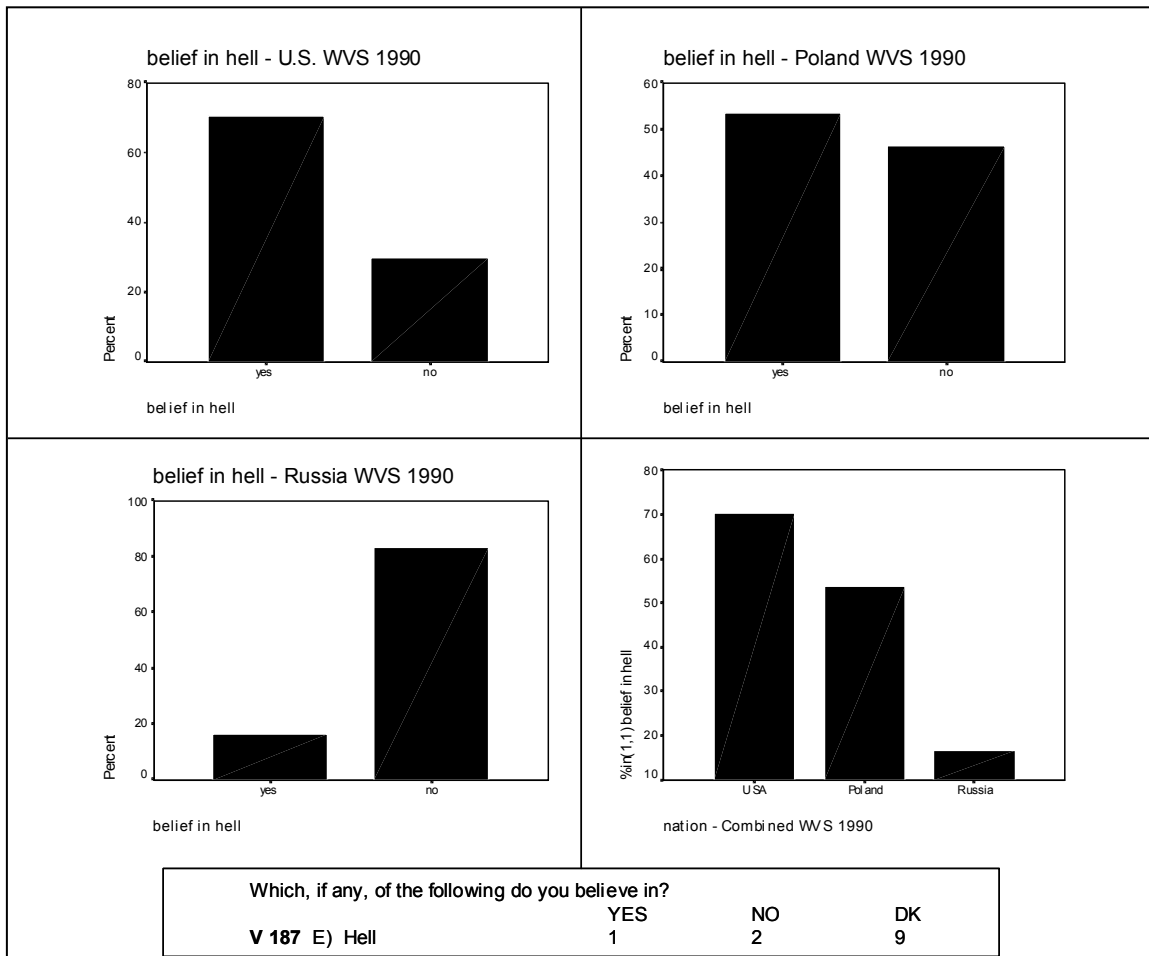 belief in hell - U.S. WVS 1990
80
60
40
20
0
Percent
yes no
belief in hell
belief in hell - Poland WVS 1990
60
50
40
30
20
10
0
Percent
yes no
belief in hell
belief in hell - Russia WVS 1990
100
80
60
40
20
0
Percent
yes no
belief in hell
80
70
60
50
40
30
20
10
%in(1,1) belief in hell
USA Poland Russia
nation - Combined WVS 1990
Which, if any, of the following do you believe in?
YES NO DK
V 187 E) Hell 1 2 9